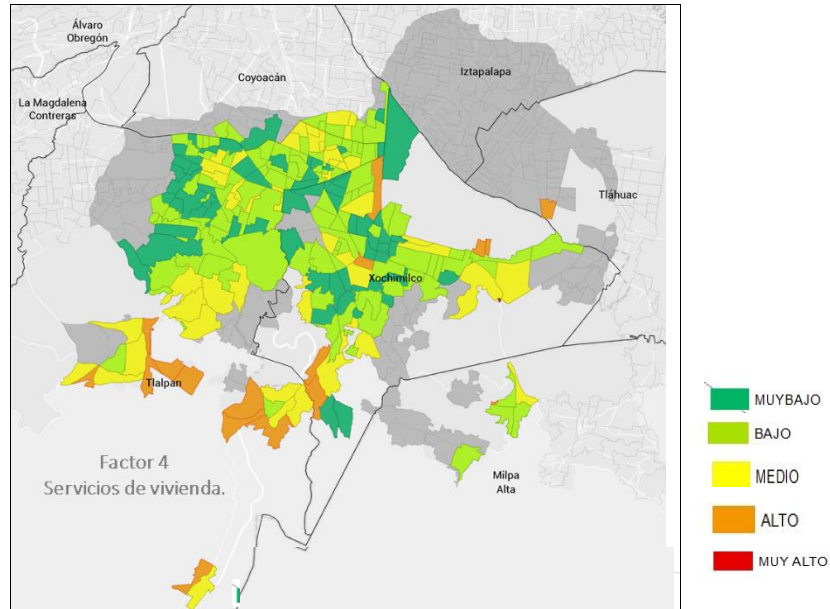 Álvaro
Obregón
Coyoacán
Iztapalapa
La Magdalena
Contreras
Tláhuac
Xochimilco
Tlalpan
Milpa
Alta
Factor 4
Servicios de vivienda.
MUYBAJO
BAJO
MEDIO
ALTO
MUY ALTO